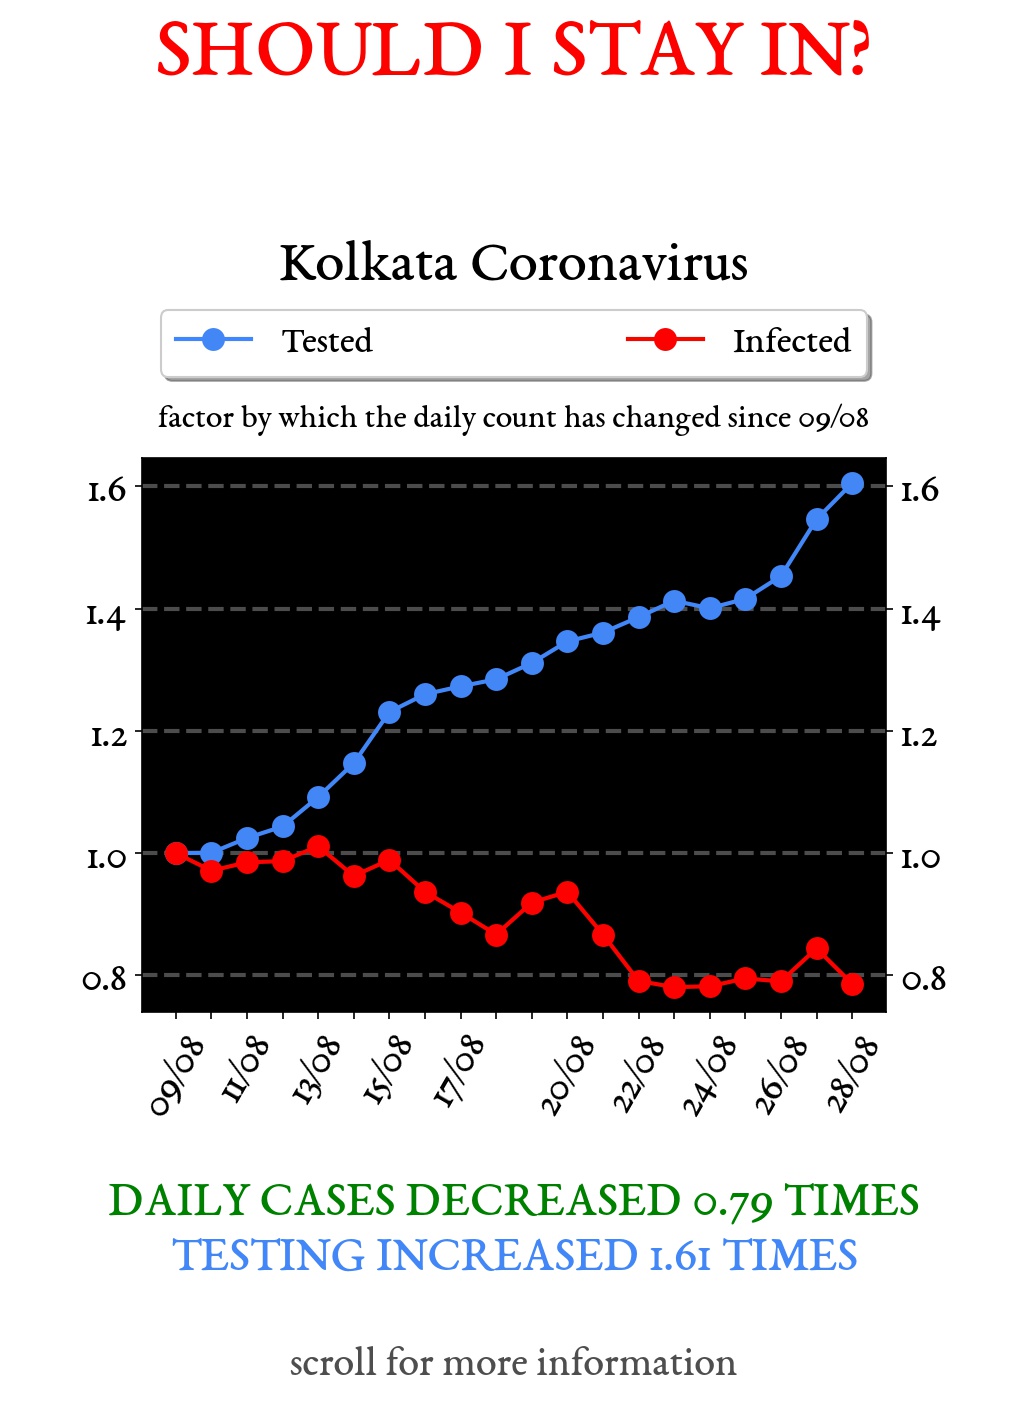 SHOULD I STAY IN?
Kolkata Coronavirus
Tested Infected
factor by which the daily count has changed since 09/08
1.6 1.6
1.4 1.4
1.2 1.2
1.0 1.0
0.8 0.8
09/08 11/08 13/08 15/08 17/08 20/08 22/08 24/08 26/08 28/08
DAILY CASES DECREASED 0.79 TIMES
TESTING INCREASED 1.61 TIMES
scroll for more information